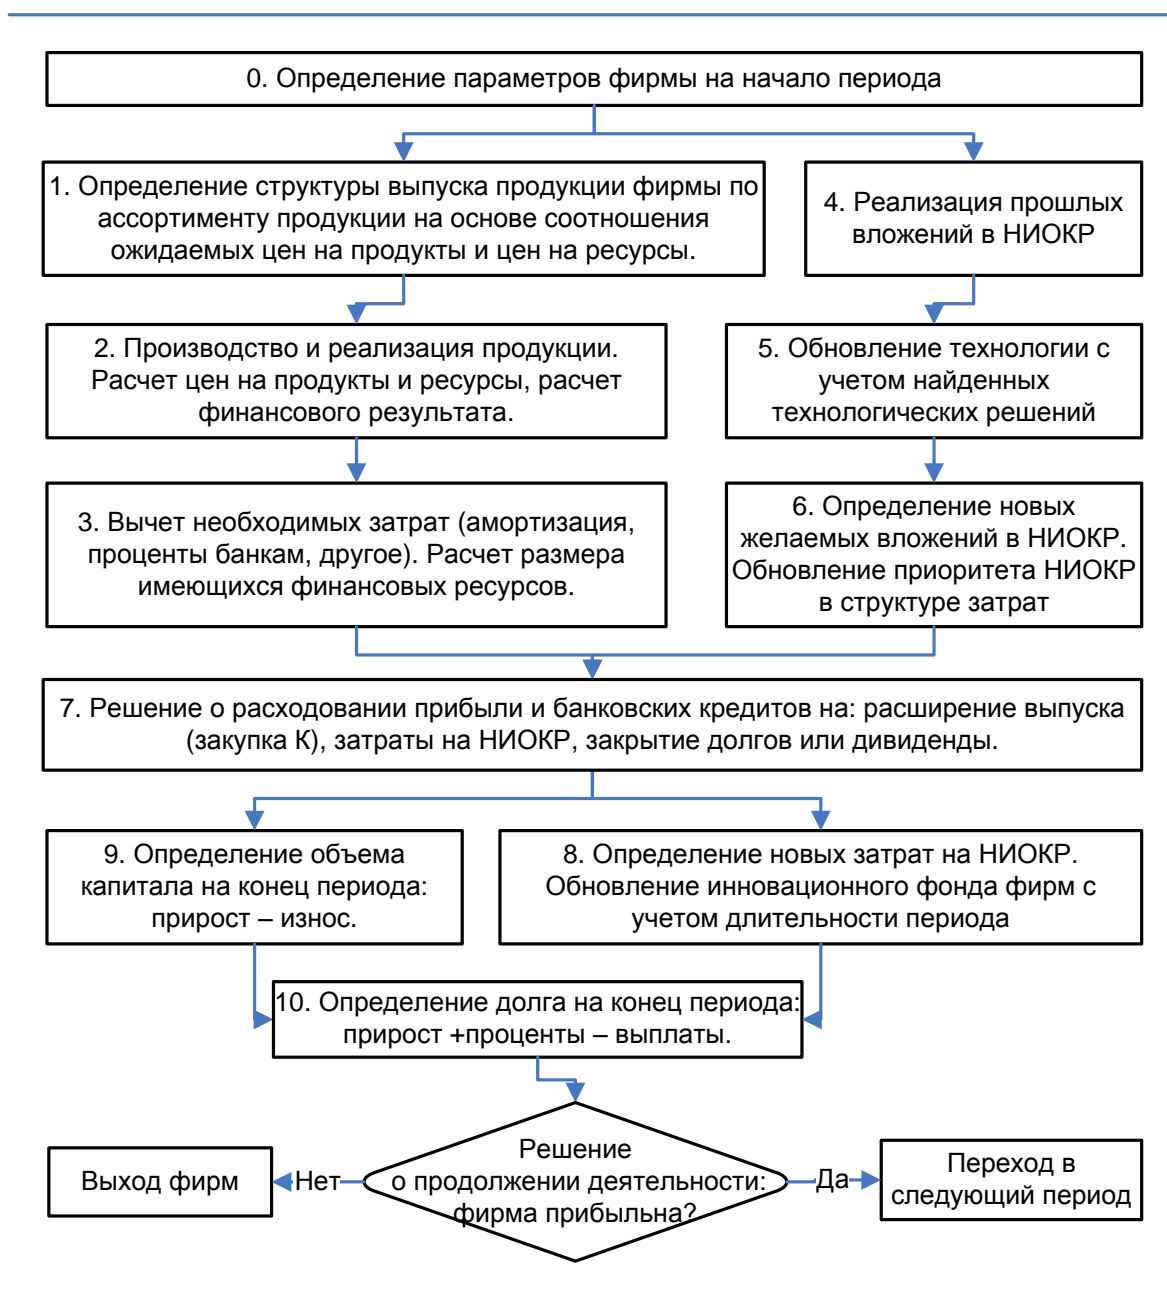 0. Определение параметров фирмы на начало периода
1. Определение структуры выпуска продукции фирмы по
ассортименту продукции на основе соотношения
ожидаемых цен на продукты и цен на ресурсы.
4. Реализация прошлых
вложений в НИОКР
2. Производство и реализация продукции.
Расчет цен на продукты и ресурсы, расчет
финансового результата.
5. Обновление технологии с
учетом найденных
технологических решений
3. Вычет необходимых затрат (амортизация,
проценты банкам, другое). Расчет размера
имеющихся финансовых ресурсов.
6. Определение новых
желаемых вложений в НИОКР.
Обновление приоритета НИОКР
в структуре затрат
7. Решение о расходовании прибыли и банковских кредитов на: расширение выпуска
(закупка К), затраты на НИОКР, закрытие долгов или дивиденды.
9. Определение объема
капитала на конец периода:
прирост – износ.
8. Определение новых затрат на НИОКР.
Обновление инновационного фонда фирм с
учетом длительности периода
10. Определение долга на конец периода:
прирост +проценты – выплаты.
Решение
о продолжении деятельности:
фирма прибыльна?
Выход фирм
Нет
Да
Переход в
следующий период